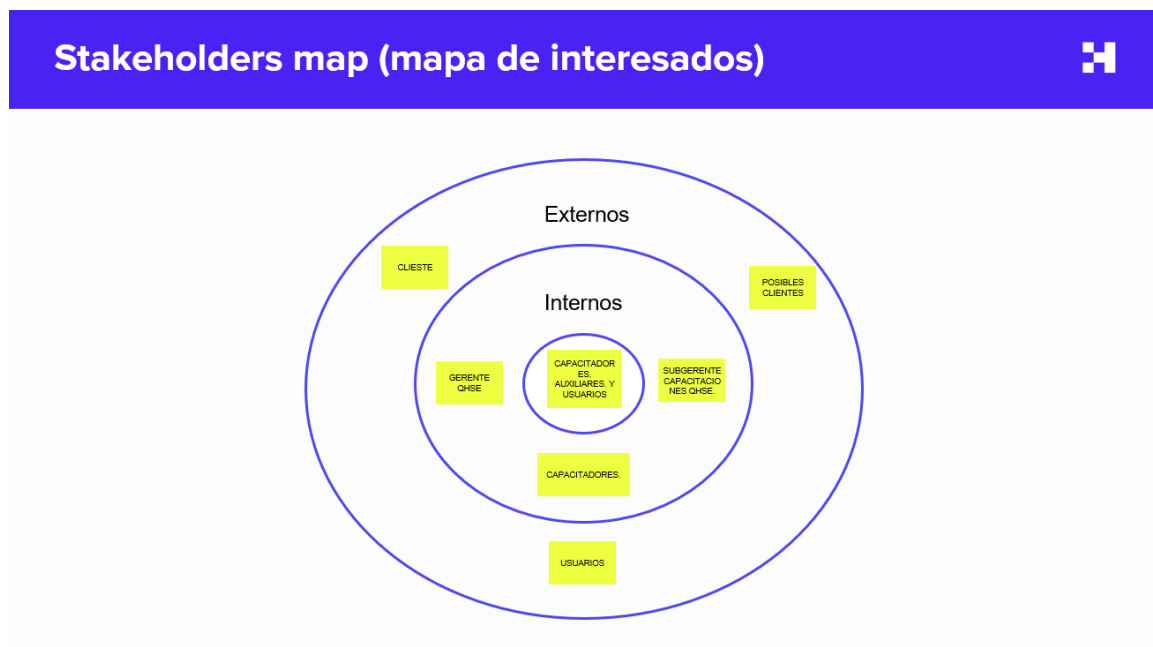 Stakeholders map (mapa de interesados)
Externos
CLIESTE
POSIBLES
CLIENTES
Internos
GERENTE
QHSE
CAPACITADOR
ES,
AUXILIARES. Y
USUARIOS
SUBGERENTE
CAPACITACIO
NES QHSE.
CAPACITADORES.
USUARIOS